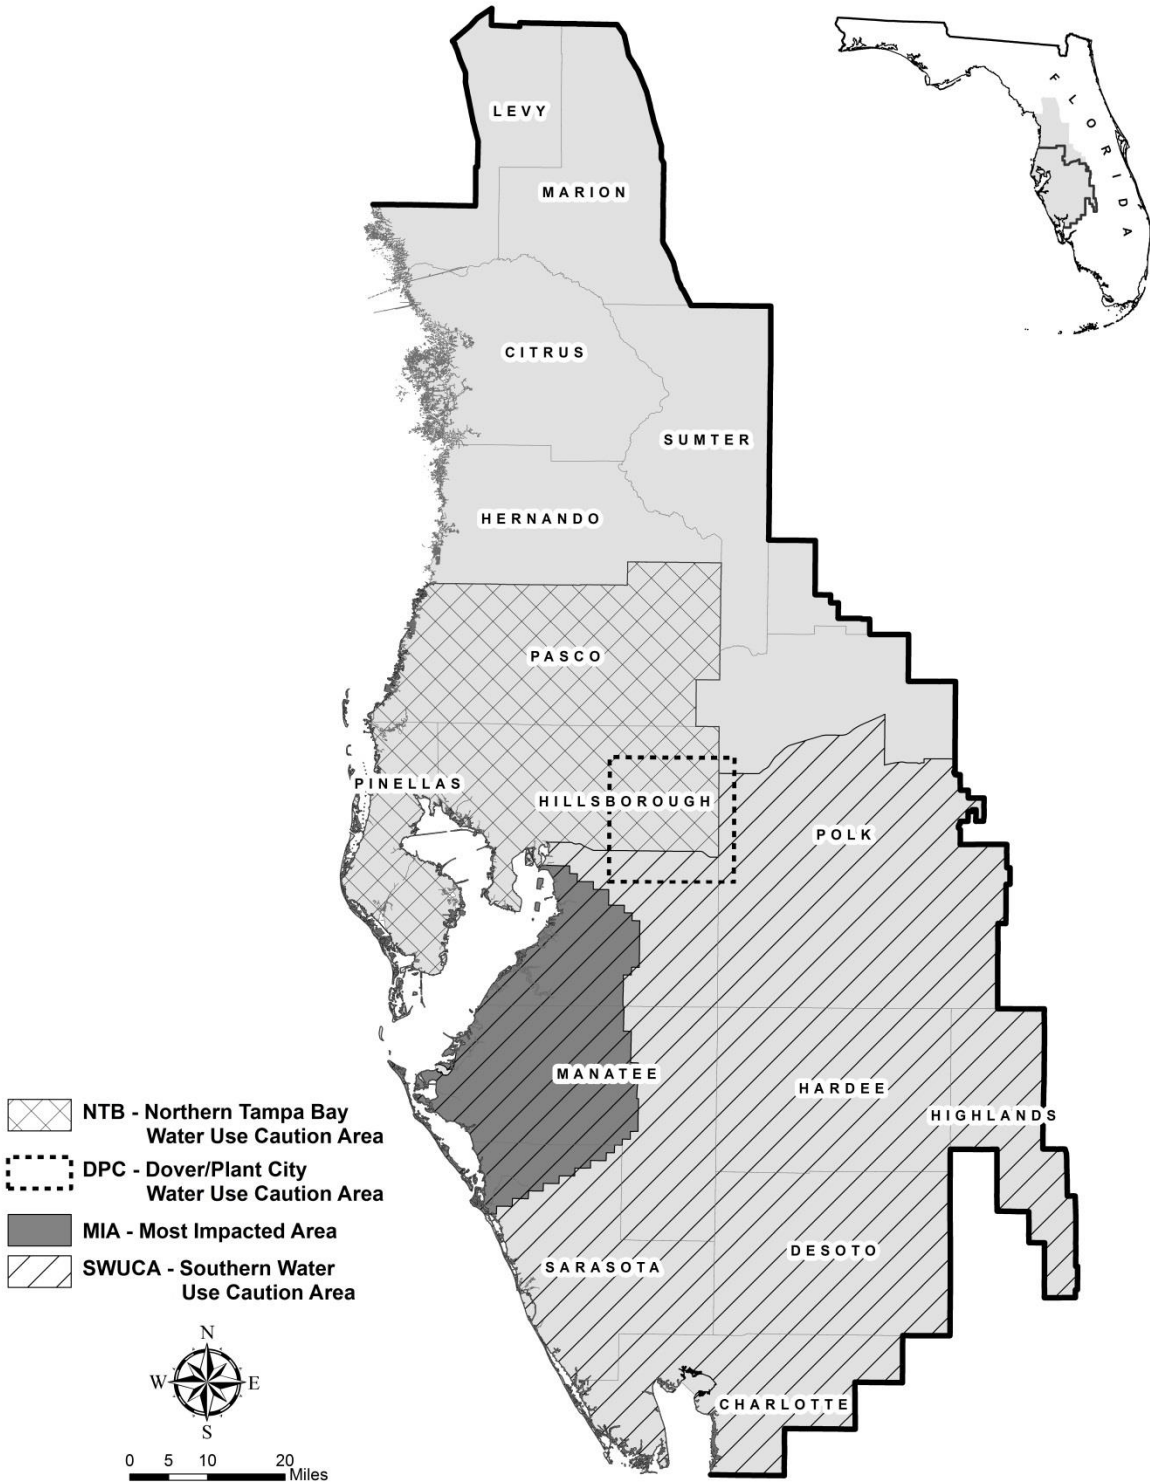 LEVY
MARION
FLORIDA
CITRUS
SUMTER
HERNANDO
PASCO
PINELLAS
HILLSBOROUGH
POLK
MANATEE
HARDEE
HIGHLANDS
SARASOTA
DESOTO
CHARLOTTE
NTB - Northern Tampa Bay
Water Use Caution Area
DPC - Dover/Plant City
Water Use Caution Area
MIA - Most Impacted Area
SWUCA - Southern Water
Use Caution Area
N
W E
S
0 5 10 20
Miles